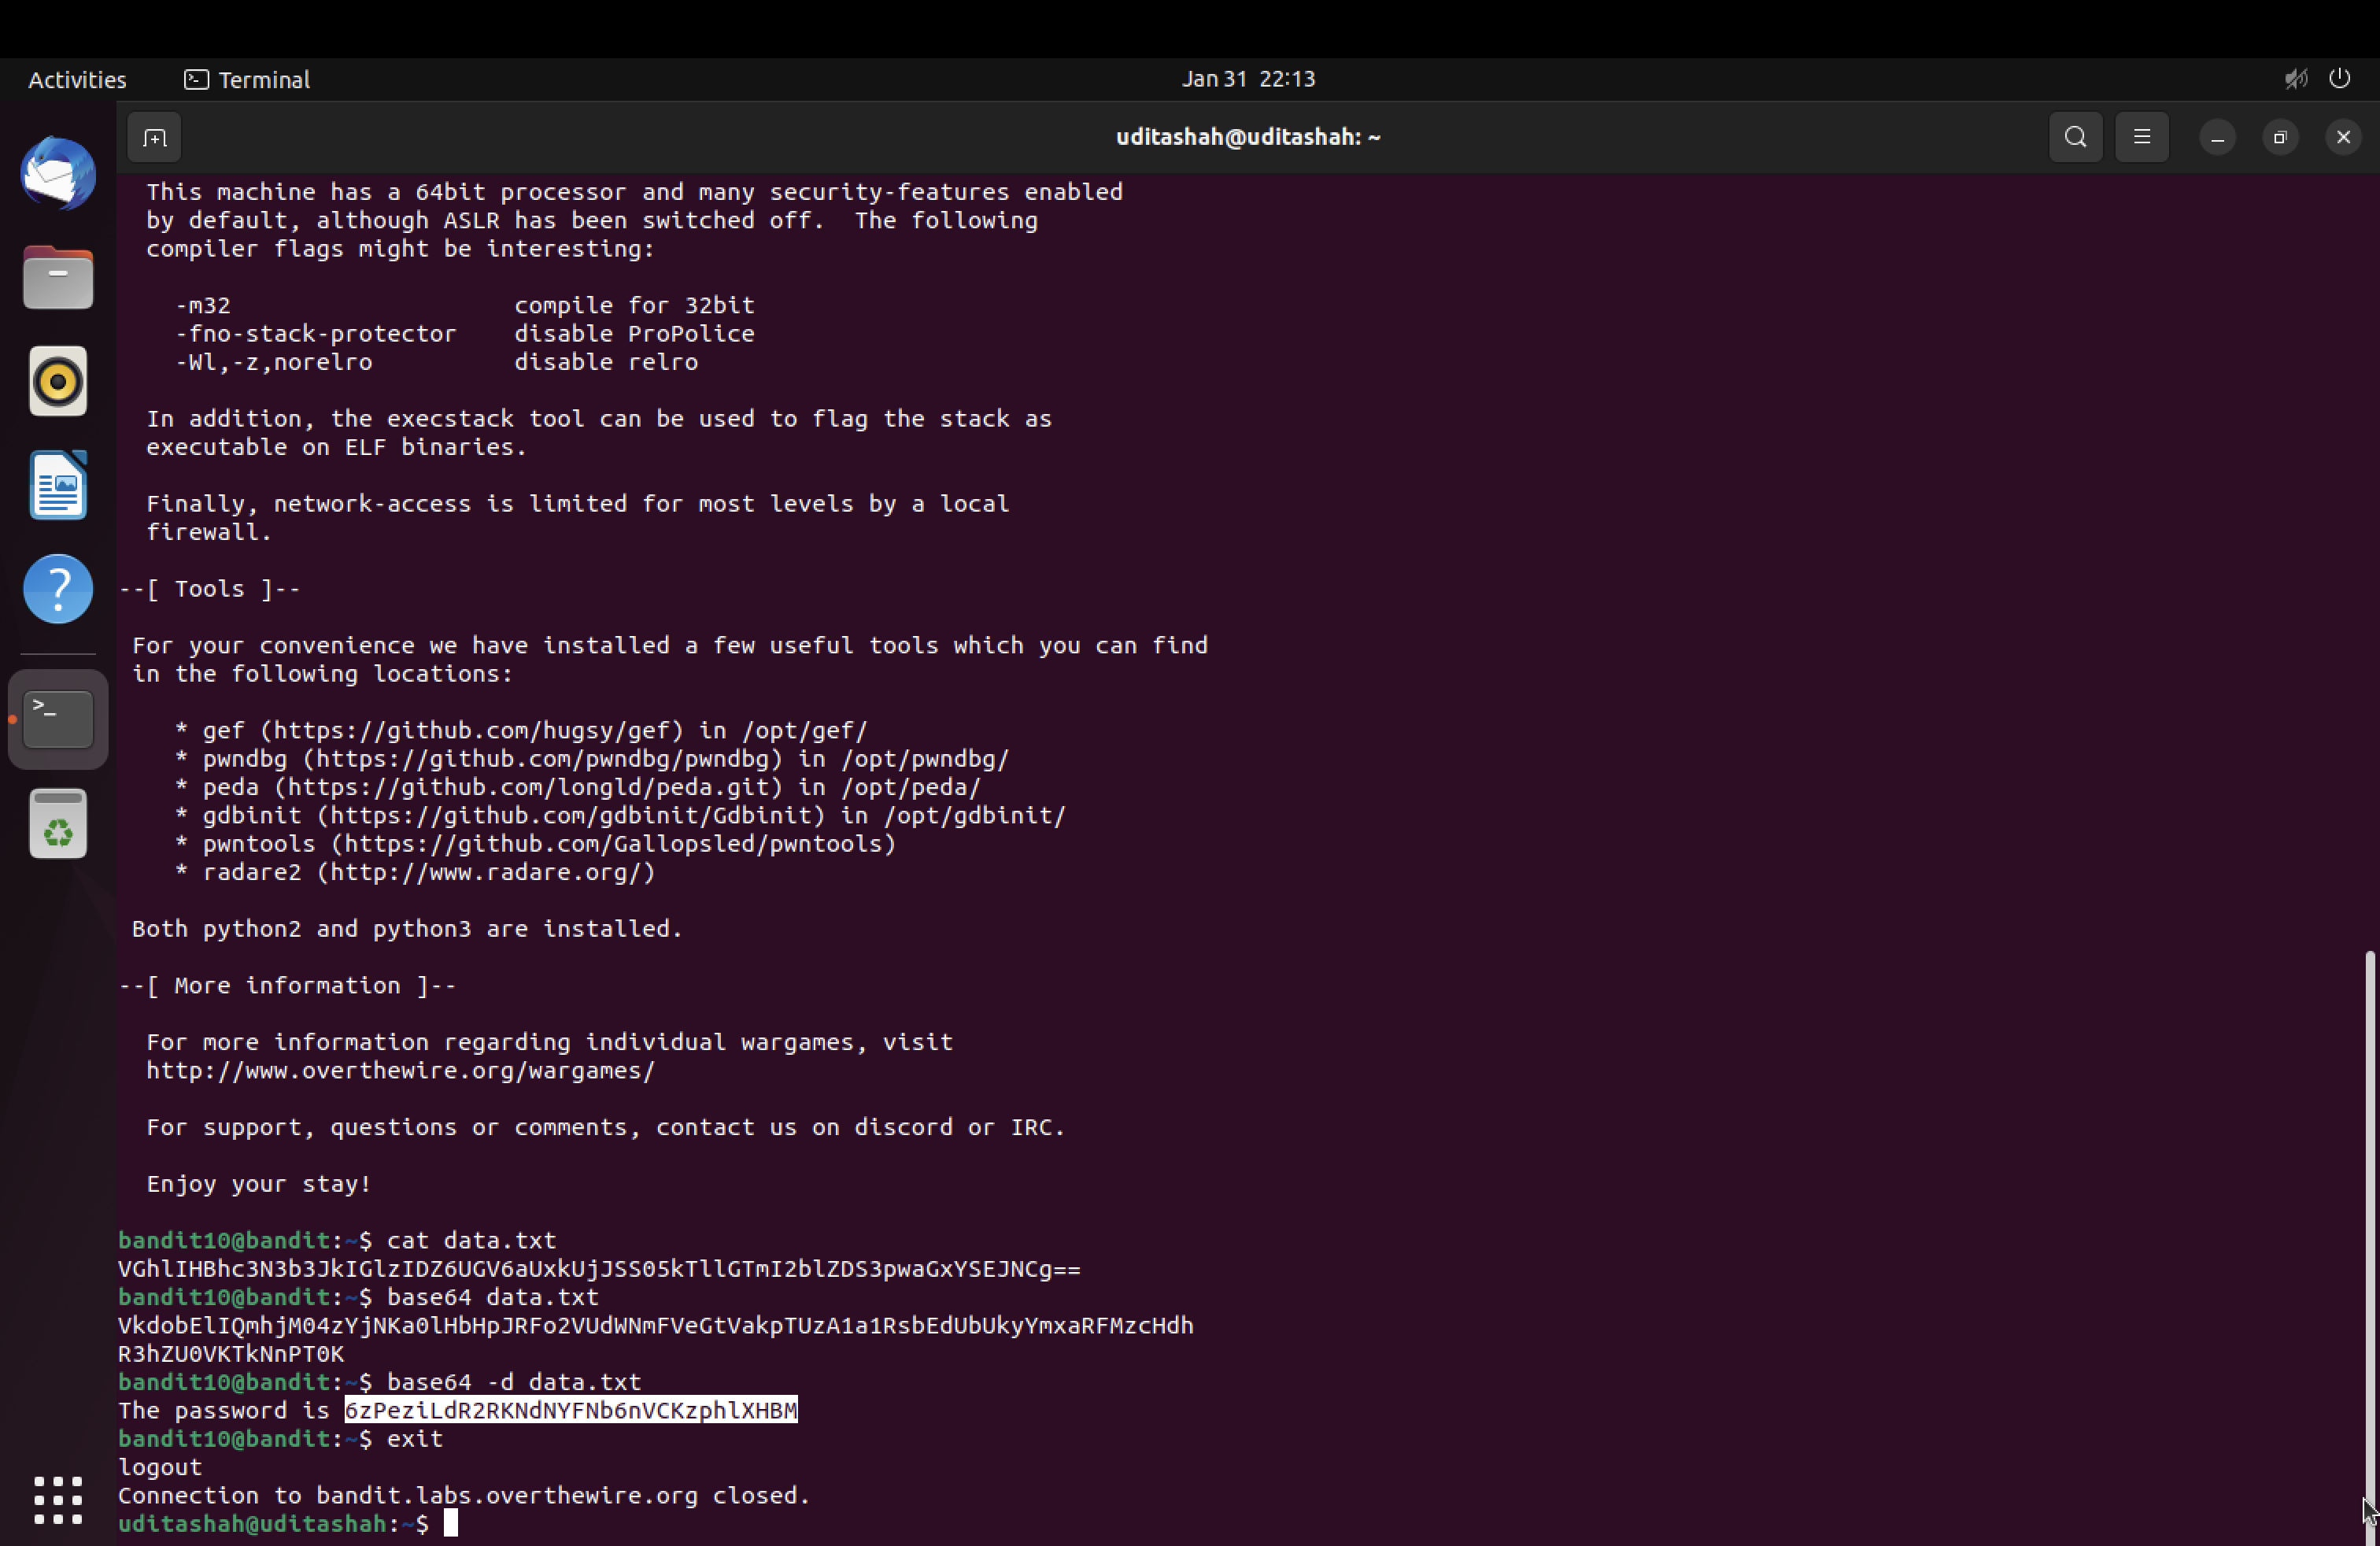 Activities
Terminal
Jan 31 22:13
uditashah@uditashah: ~
This machine has a 64bit processor and many security-features enabled
by default, although ASLR has been switched off.  The following
compiler flags might be interesting:
-m32                    compile for 32bit
-fno-stack-protector    disable ProPolice
-Wl,-z,norelro          disable relro
In addition, the execstack tool can be used to flag the stack as
executable on ELF binaries.
Finally, network-access is limited for most levels by a local
firewall.
--[ Tools ]--
For your convenience we have installed a few useful tools which you can find
in the following locations:
* gef (https://github.com/hugsy/gef) in /opt/gef/
* pwndbg (https://github.com/pwndbg/pwndbg) in /opt/pwndbg/
* peda (https://github.com/longld/peda.git) in /opt/peda/
* gdbinit (https://github.com/gdbinit/Gdbinit) in /opt/gdbinit/
* pwntools (https://github.com/Gallopsled/pwntools)
* radare2 (http://www.radare.org/)
Both python2 and python3 are installed.
--[ More information ]--
For more information regarding individual wargames, visit
http://www.overthewire.org/wargames/
For support, questions or comments, contact us on discord or IRC.
Enjoy your stay!
bandit10@bandit:~$ cat data.txt
VGhlIHBhc3N3b3JkIGlzIDZ6UGV6aUxkUjJSS05kTllGTmI2blZDS3pwaGxYSEJNCg==
bandit10@bandit:~$ base64 data.txt
VkdobElIQmhjM04zYjNKa0lHbHpJRFo2VUdWNmFVeGtVakpTUzA1a1RsbEdUbUkyYmxaRFMzcHdh
R3hZU0VKTkNnPT0K
bandit10@bandit:~$ base64 -d data.txt
The password is 6zPeziLdR2RKNdNYFNb6nVCKzphlXHBM
bandit10@bandit:~$ exit
logout
Connection to bandit.labs.overthewire.org closed.
uditashah@uditashah:~$